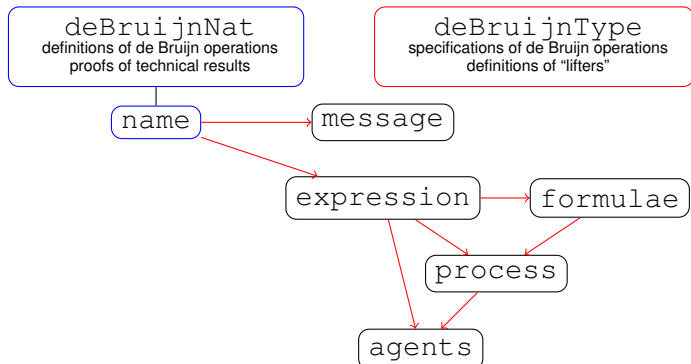 deBruijnNat
definitions of de Bruijn operations
proofs of technical results
deBruijnType
specifications of de Bruijn operations
definitions of “lifters”
name
message
expression
formulae
process
agents